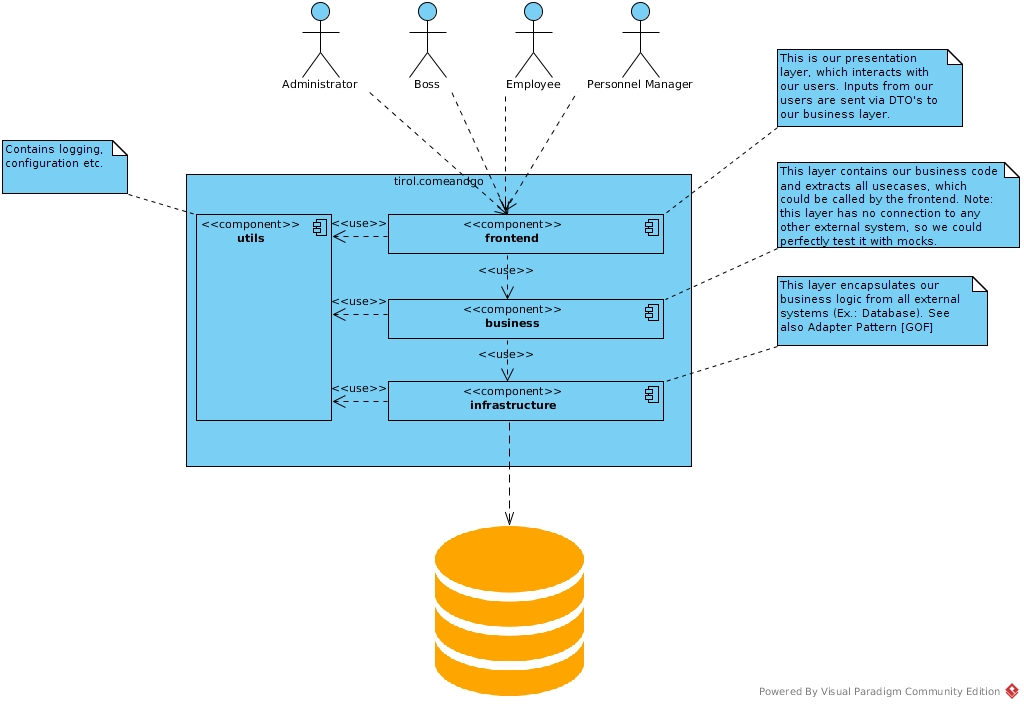 Administrator
Boss
Employee
Personnel Manager
This is our presentation
layer, which interacts with
our users. Inputs from our
users are sent via DTO's to
our business layer.
Contains logging,
configuration etc.
tirol.comeandgo
This layer contains our business code
and extracts all usecases, which
could be called by the frontend. Note:
this layer has no connection to any
other external system, so we could
perfectly test it with mocks.
<<component>>
utils
<<use>>
<<component>>
frontend
<<use>>
<<use>>
<<component>>
business
This layer encapsulates our
business logic from all external
systems (Ex.: Database). See
also Adapter Pattern [GOF]
<<use>>
<<use>>
<<component>>
infrastructure
Powered By Visual Paradigm Community Edition